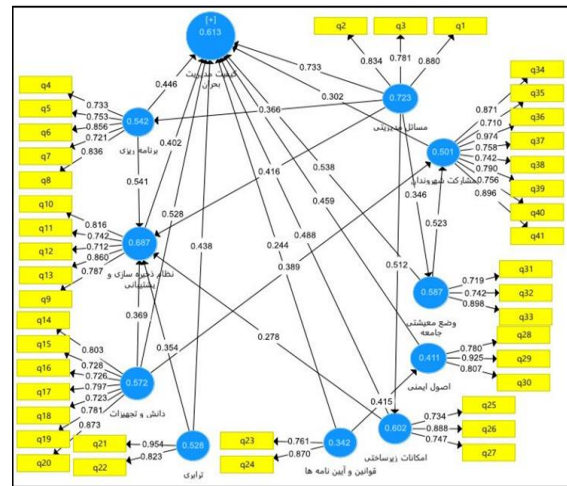 [+]
0.613
کیفیت مدیریت
بحران
q2
q3
q1
0.834
0.781
0.880
0.723
مسائل مدیریتی
q4
q5
q6
q7
q8
0.733
0.753
0.856
0.721
0.836
0.542
برنامه ریزی
q34
q35
q36
q37
q38
q39
q40
q41
0.871
0.710
0.974
0.758
0.742
0.790
0.756
0.896
0.501
مشارکت شهروندان
0.446
0.733
0.302
0.366
0.402
0.538
0.416
0.459
0.346
0.541
0.528
0.438
0.244
0.488
0.389
0.512
0.523
q10
q11
q12
q13
q9
0.816
0.742
0.712
0.860
0.787
0.687
نظام ذخیره سازی و
پشتیبانی
0.587
وضع معیشتی
جامعه
q31
q32
q33
0.719
0.742
0.898
0.369
0.354
0.278
0.415
q14
q15
q16
q17
q18
q19
q20
0.803
0.728
0.726
0.797
0.723
0.781
0.873
0.572
دانش و تجهیزات
0.411
اصول ایمنی
q28
q29
q30
0.780
0.925
0.807
q21
q22
0.954
0.823
0.528
ترابری
q23
q24
0.761
0.870
0.342
قوانین و آیین نامه ها
0.602
امکانات زیرساختی
q25
q26
q27
0.734
0.888
0.747